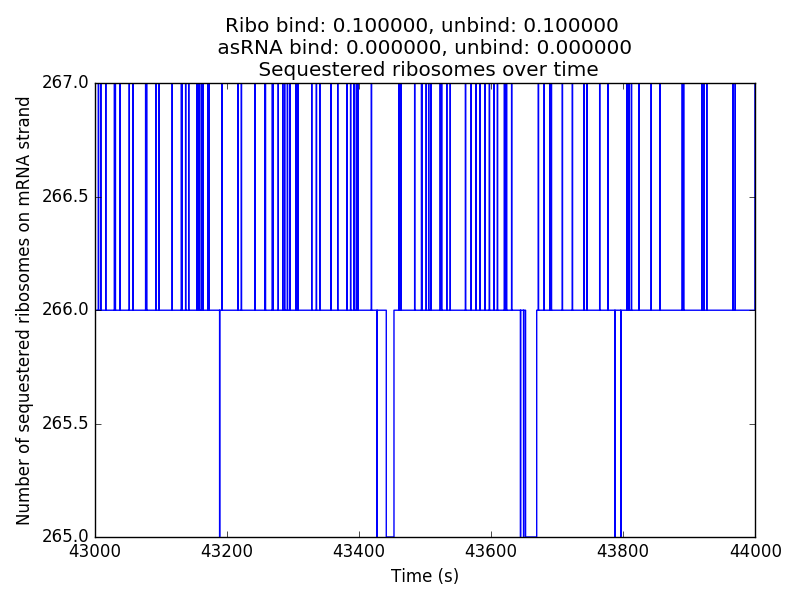 Ribo bind: 0.100000, unbind: 0.100000
asRNA bind: 0.000000, unbind: 0.000000
Sequestered ribosomes over time
Number of sequestered ribosomes on mRNA strand
267.0
266.5
266.0
265.5
265.0
43000 43200 43400 43600 43800 44000
Time (s)